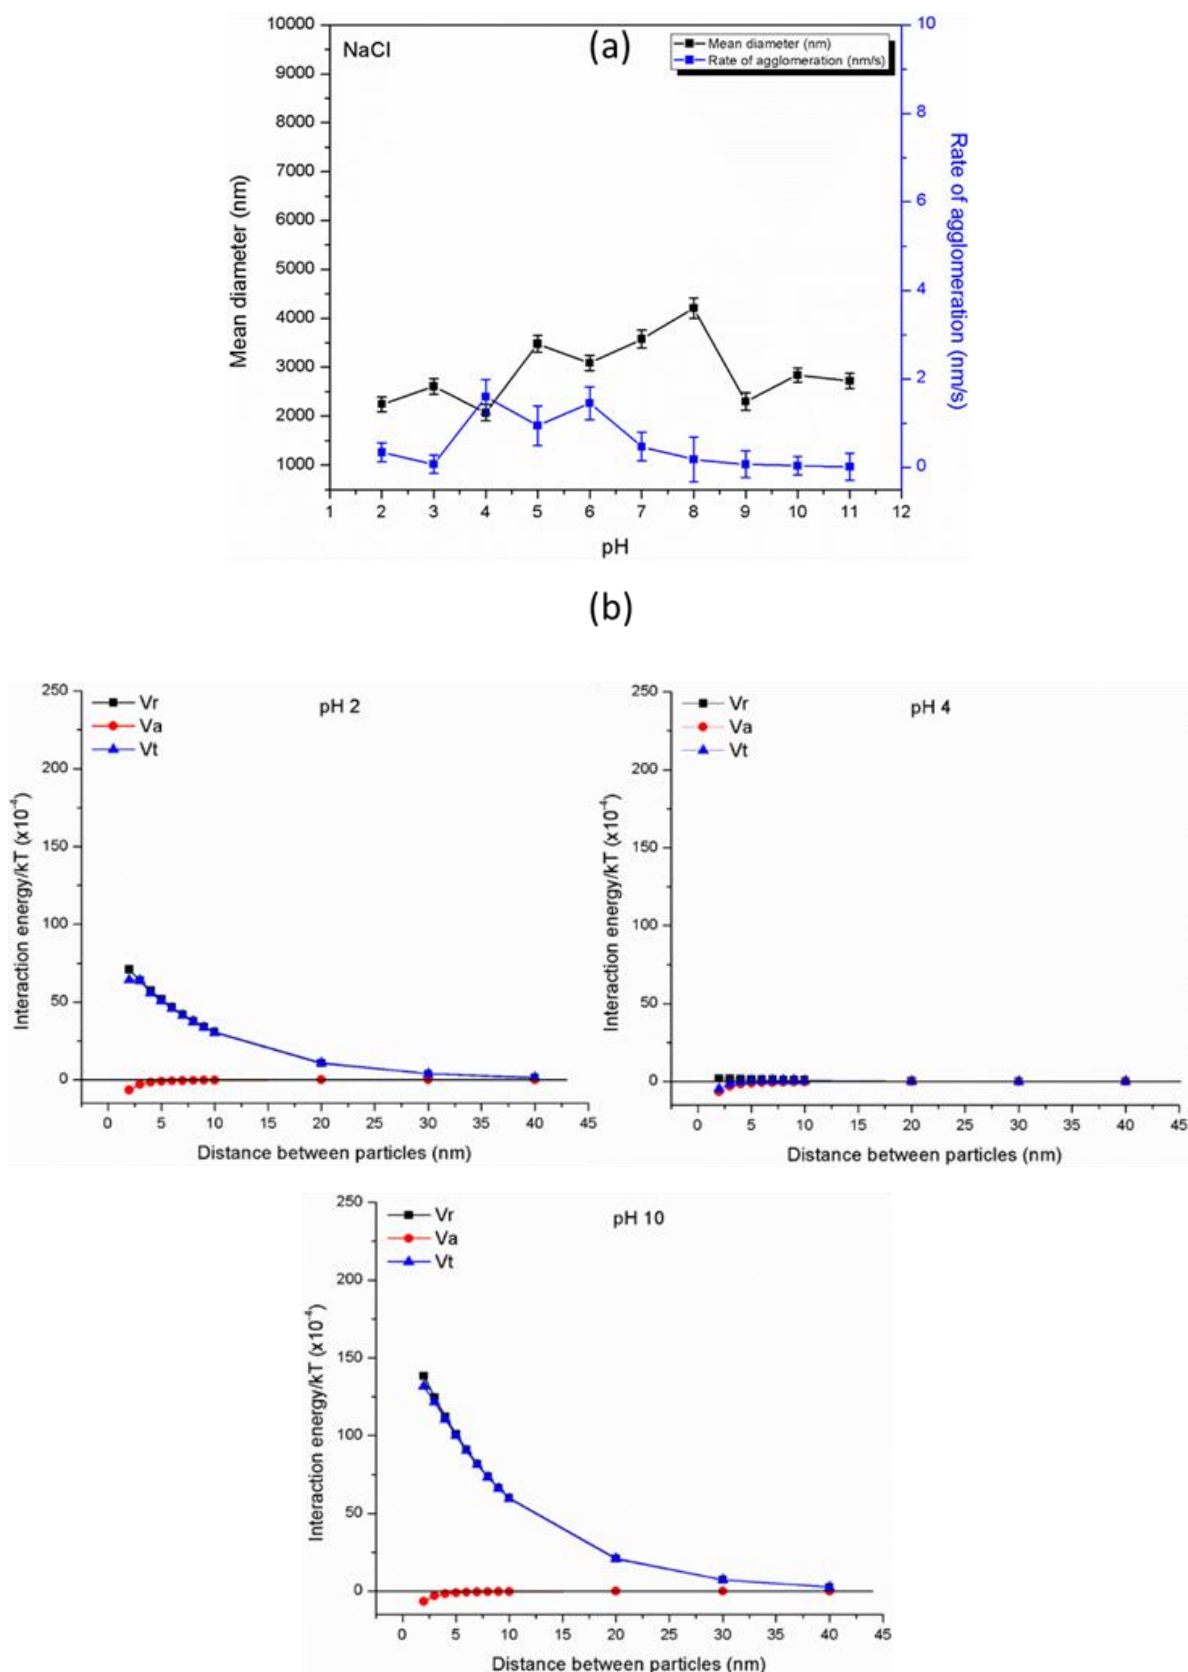 (a)
NaCl
Mean diameter (nm)
Rate of agglomeration (nm/s)
10000
9000
8000
7000
6000
5000
4000
3000
2000
1000
Mean diameter (nm)
10
8
6
4
2
0
Rate of agglomeration (nm/s)
1 2 3 4 5 6 7 8 9 10 11 12
pH
(b)
pH 2
Vr
Va
Vt
250
200
150
100
50
0
Interaction energy/kT (x10⁻⁴)
0 5 10 15 20 25 30 35 40 45
Distance between particles (nm)
pH 4
Vr
Va
Vt
250
200
150
100
50
0
Interaction energy/kT (x10⁻⁴)
0 5 10 15 20 25 30 35 40 45
Distance between particles (nm)
pH 10
Vr
Va
Vt
250
200
150
100
50
0
Interaction energy/kT (x10⁻⁴)
0 5 10 15 20 25 30 35 40 45
Distance between particles (nm)